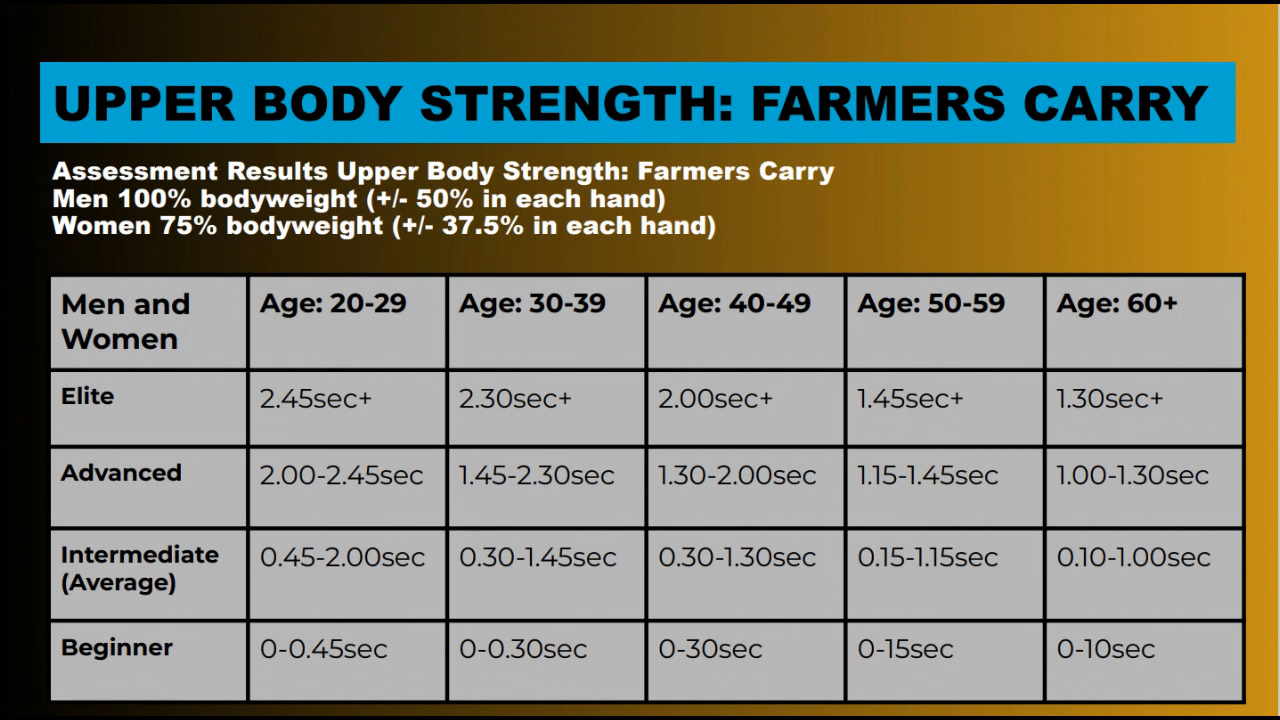 UPPER BODY STRENGTH: FARMERS CARRY
Assessment Results Upper Body Strength: Farmers Carry
Men 100% bodyweight (+/- 50% in each hand)
Women 75% bodyweight (+/- 37.5% in each hand)
Men and Women Age: 20-29 Age: 30-39 Age: 40-49 Age: 50-59 Age: 60+
Elite 2.45sec+ 2.30sec+ 2.00sec+ 1.45sec+ 1.30sec+
Advanced 2.00-2.45sec 1.45-2.30sec 1.30-2.00sec 1.15-1.45sec 1.00-1.30sec
Intermediate (Average) 0.45-2.00sec 0.30-1.45sec 0.30-1.30sec 0.15-1.15sec 0.10-1.00sec
Beginner 0-0.45sec 0-0.30sec 0-30sec 0-15sec 0-10sec